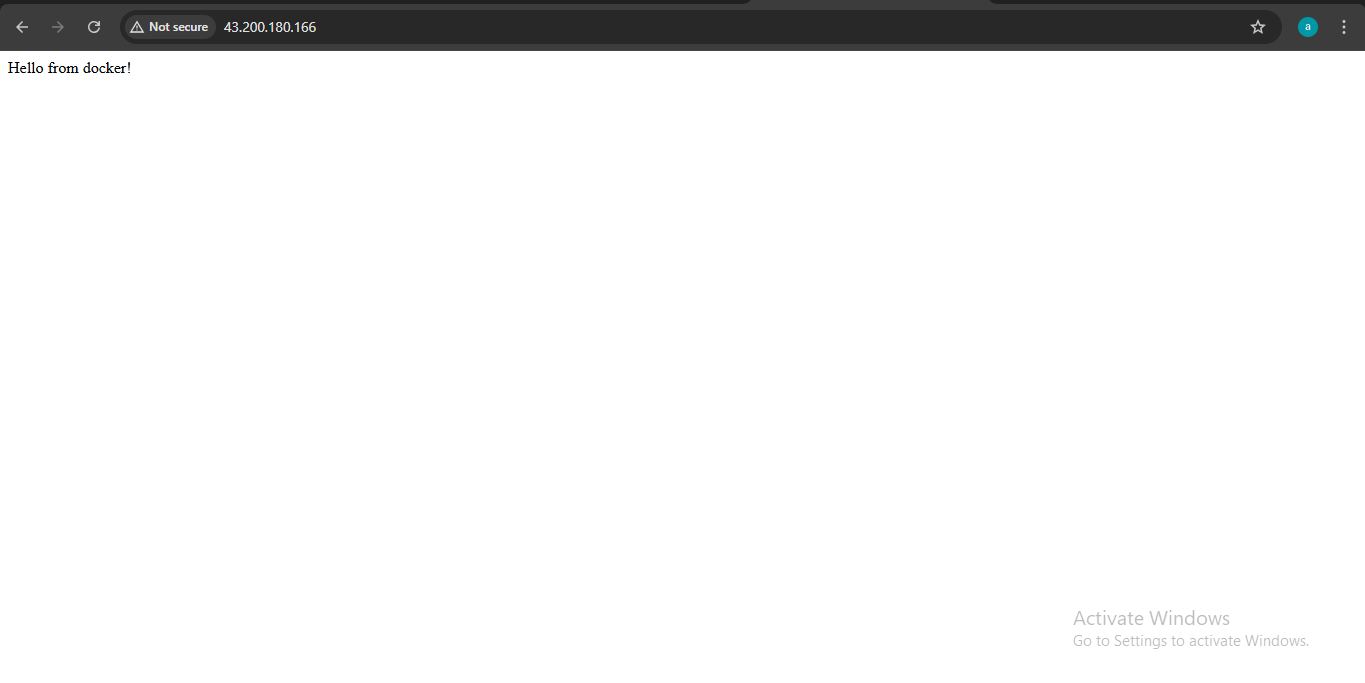 Not secure 43.200.180.166 a
Hello from docker!
Activate Windows
Go to Settings to activate Windows.